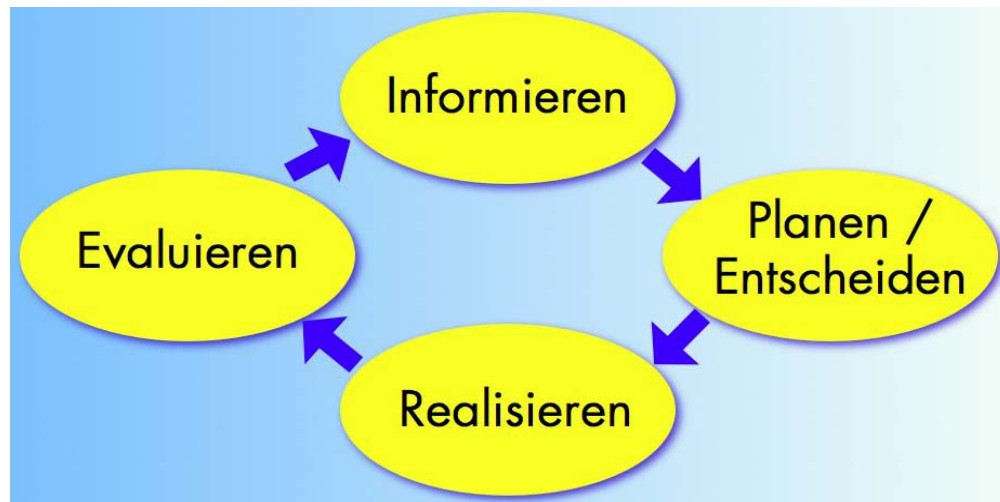 Informieren
Planen /
Entscheiden
Realisieren
Evaluieren